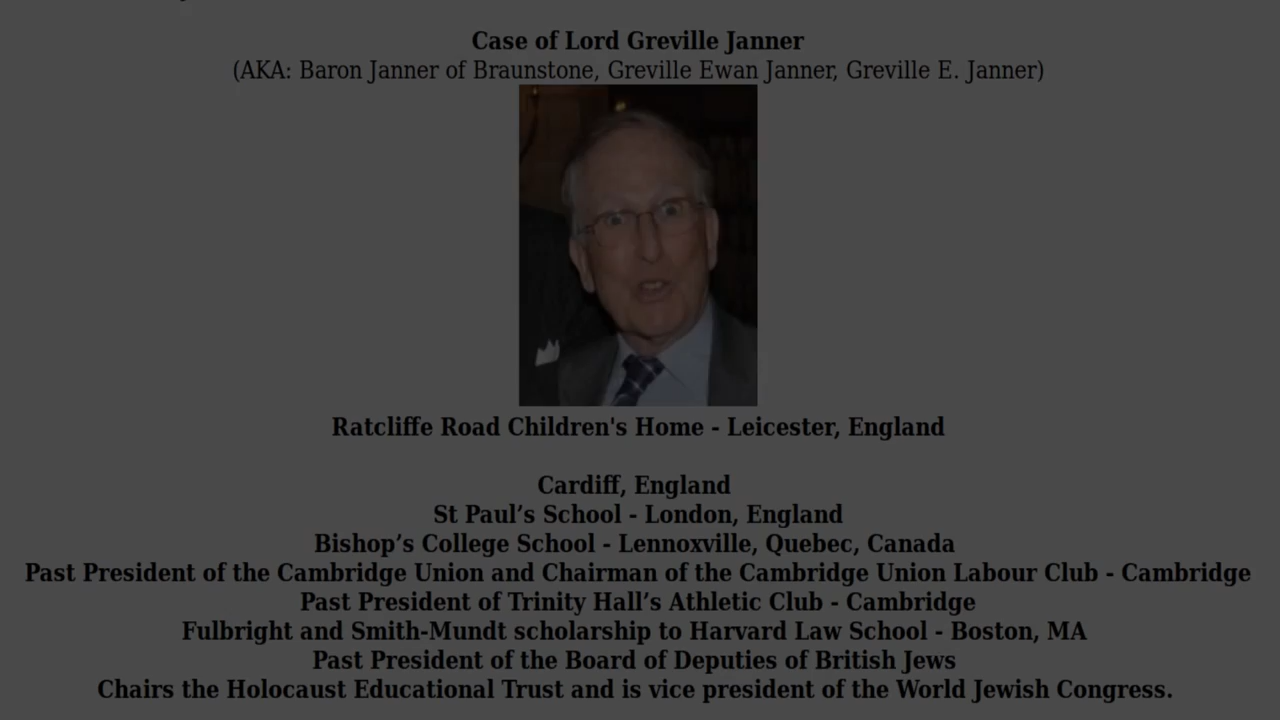 Case of Lord Greville Janner
(AKA: Baron Janner of Braunstone, Greville Ewan Janner, Greville E. Janner)
Ratcliffe Road Children's Home - Leicester, England
Cardiff, England
St Paul’s School - London, England
Bishop’s College School - Lennoxville, Quebec, Canada
Past President of the Cambridge Union and Chairman of the Cambridge Union Labour Club - Cambridge
Past President of Trinity Hall’s Athletic Club - Cambridge
Fulbright and Smith-Mundt scholarship to Harvard Law School - Boston, MA
Past President of the Board of Deputies of British Jews
Chairs the Holocaust Educational Trust and is vice president of the World Jewish Congress.